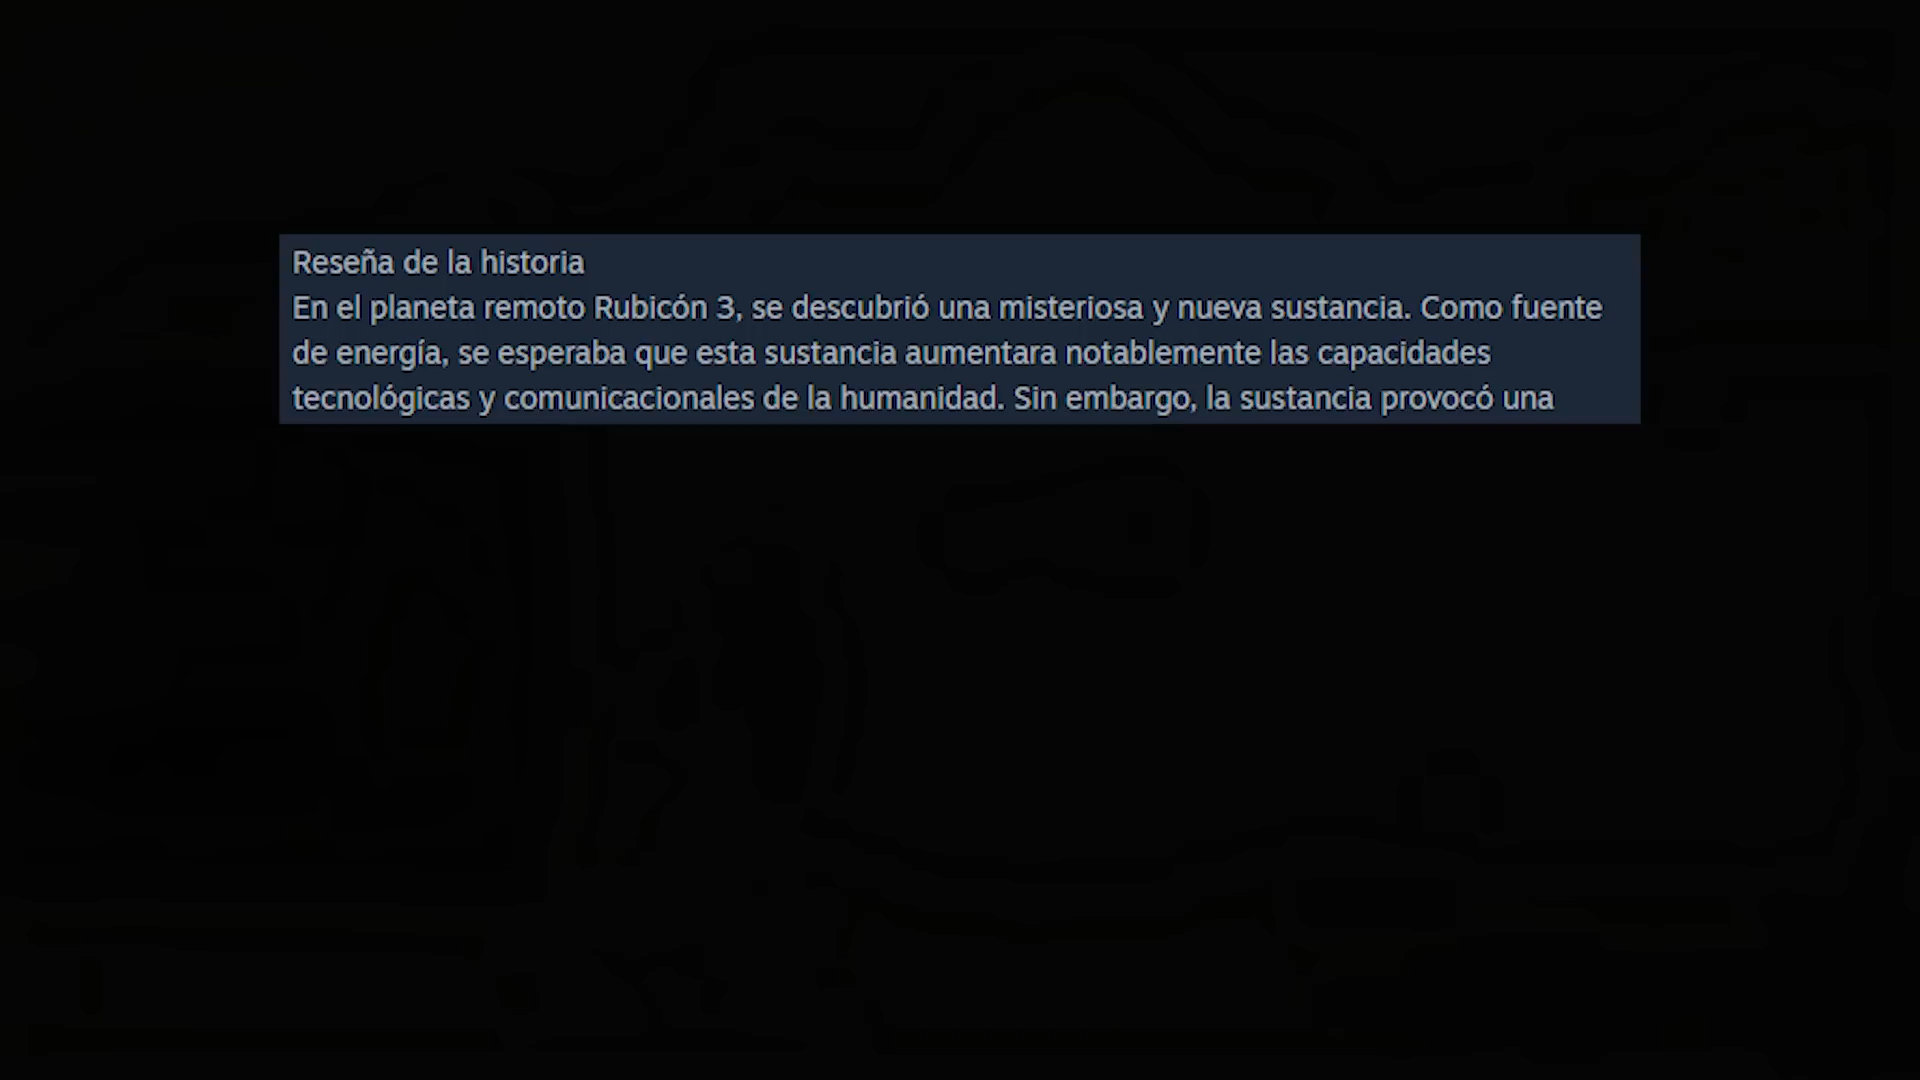 Reseña de la historia
En el planeta remoto Rubicón 3, se descubrió una misteriosa y nueva sustancia. Como fuente
de energía, se esperaba que esta sustancia aumentara notablemente las capacidades
tecnológicas y comunicacionales de la humanidad. Sin embargo, la sustancia provocó una